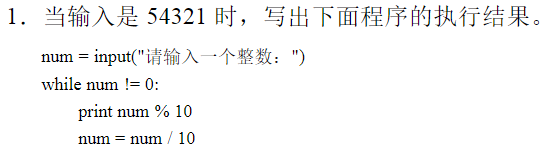 1．当输入是 54321 时，写出下面程序的执行结果。
num = input("请输入一个整数：")
while num != 0:
    print num % 10
    num = num / 10